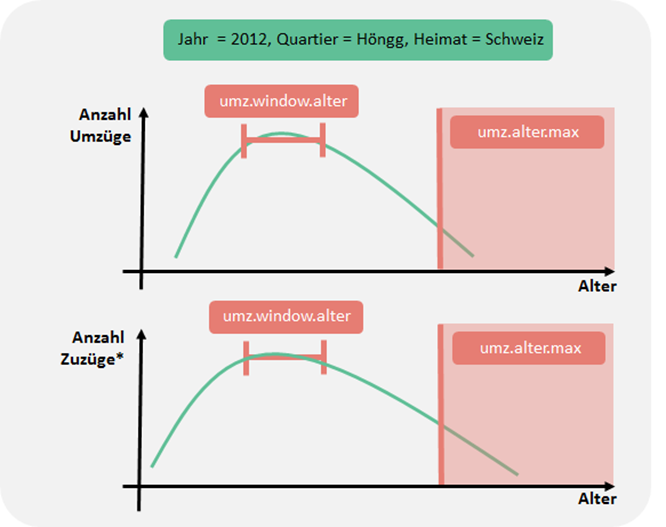 Jahr = 2012, Quartier = Höngg, Heimat = Schweiz
umz.window.alter
Anzahl
Umzüge
umz.alter.max
Alter
umz.window.alter
Anzahl
Zuzüge*
umz.alter.max
Alter